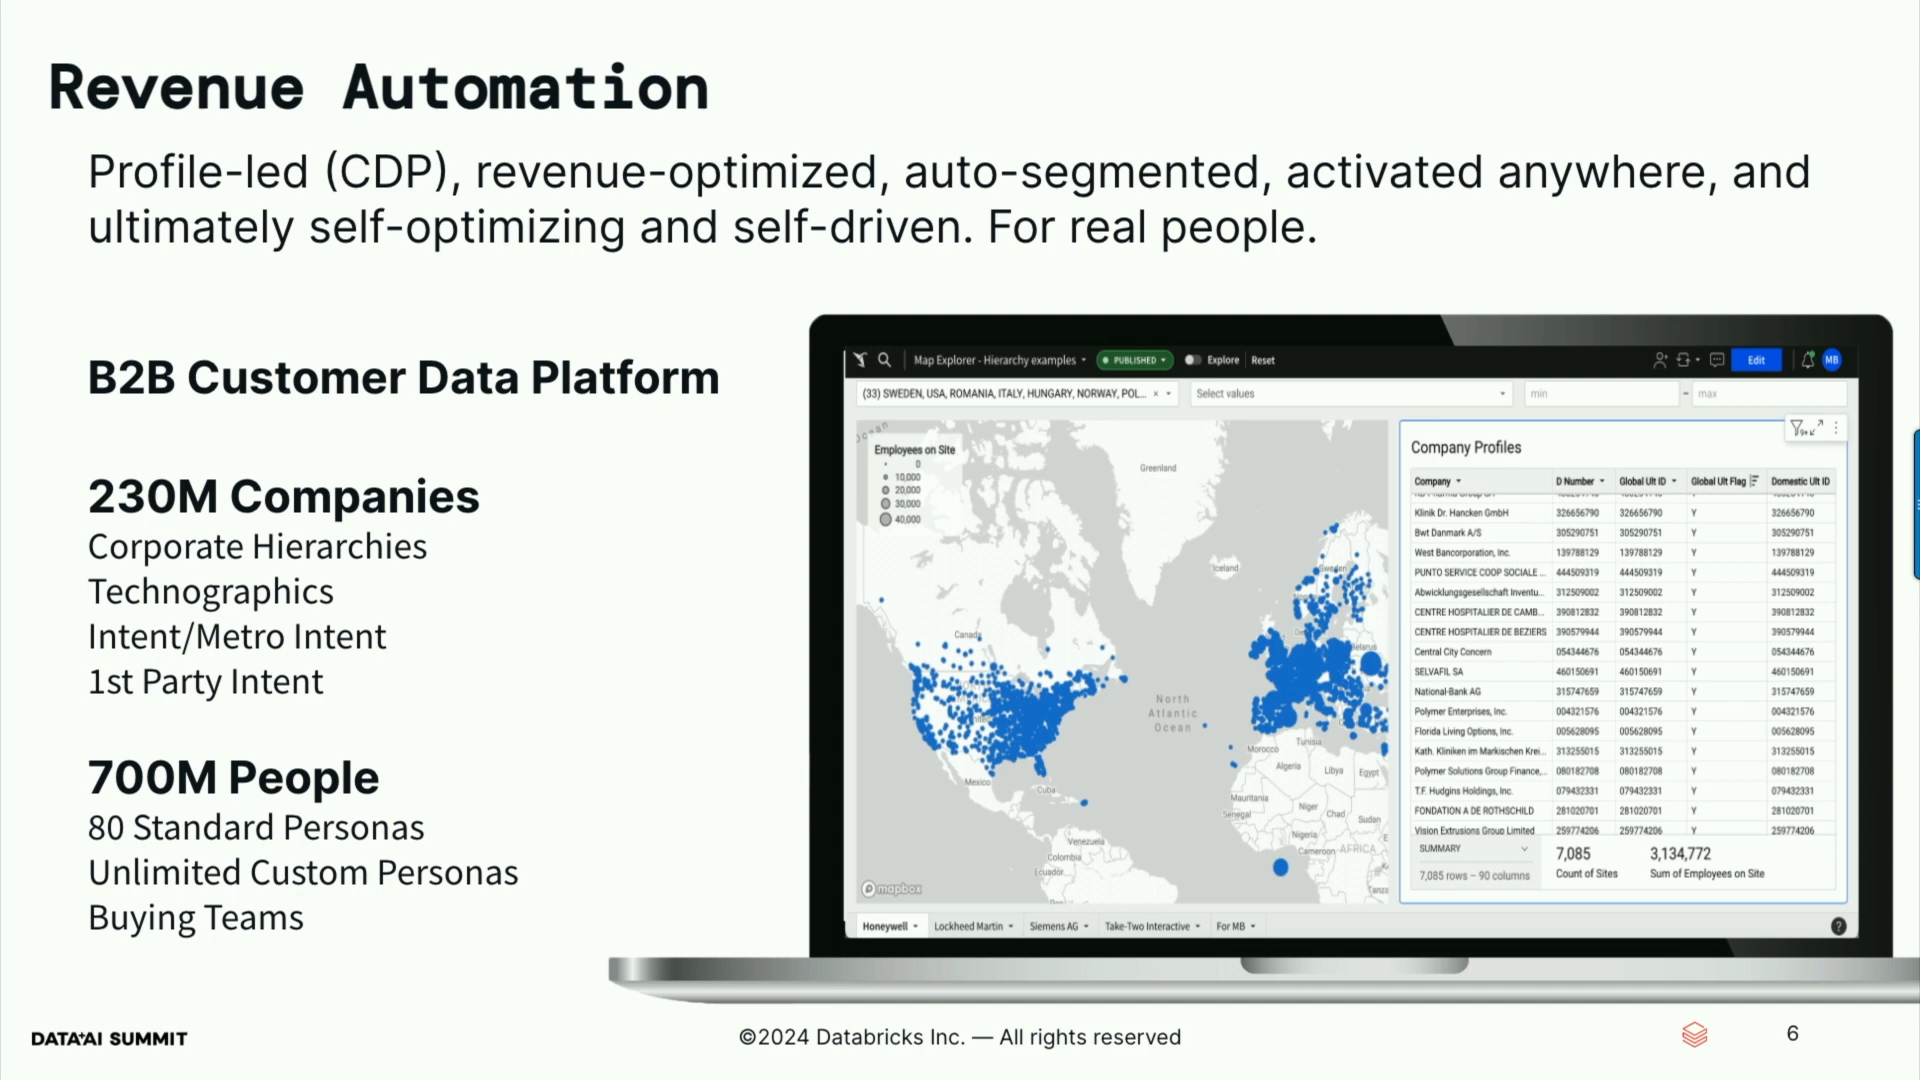 Revenue Automation
Profile-led (CDP), revenue-optimized, auto-segmented, activated anywhere, and
ultimately self-optimizing and self-driven. For real people.
B2B Customer Data Platform
230M Companies
Corporate Hierarchies
Technographics
Intent/Metro Intent
1st Party Intent
700M People
80 Standard Personas
Unlimited Custom Personas
Buying Teams
Map Explorer - Hierarchy examples
PUBLISHED
Explore
Reset
Edit
MB
(33) SWEDEN, USA, ROMANIA, ITALY, HUNGARY, NORWAY, POL...
Select values
min
-
max
Ocean
Employees on Site
0
10,000
20,000
30,000
40,000
Greenland
Iceland
Sweden
Canada
Belarus
North
Atlantic
Ocean
Morocco
Tunisia
Algeria
Libya
Egypt
Mexico
Cuba
Mauritania
Niger
Chad
Sudan
Senegal
Nigeria
Venezuela
Cameroon
AFRICA
Colombia
Ecuador
mapbox
Company Profiles
Company D Number Global Ult ID Global Ult Flag Domestic Ult ID
Klinik Dr. Hancken GmbH 326656790 326656790 Y 326656790
Bwt Danmark A/S 305290751 305290751 Y 305290751
West Bancorporation, Inc. 139788129 139788129 Y 139788129
PUNTO SERVICE COOP SOCIALE ... 444509319 444509319 Y 444509319
Abwicklungsgesellschaft Inventu... 312509002 312509002 Y 312509002
CENTRE HOSPITALIER DE CAMB... 390812832 390812832 Y 390812832
CENTRE HOSPITALIER DE BEZIERS 390579944 390579944 Y 390579944
Central City Concern 054344676 054344676 Y 054344676
SELVAFIL SA 460150691 460150691 Y 460150691
National-Bank AG 315747659 315747659 Y 315747659
Polymer Enterprises, Inc. 004321576 004321576 Y 004321576
Florida Living Options, Inc. 005628095 005628095 Y 005628095
Kath. Kliniken im Markischen Krei... 313255015 313255015 Y 313255015
Polymer Solutions Group Finance,... 080182708 080182708 Y 080182708
T.F. Hudgins Holdings, Inc. 079432331 079432331 Y 079432331
FONDATION A DE ROTHSCHILD 281020701 281020701 Y 281020701
Vision Extrusions Group Limited 259774206 259774206 Y 259774206
SUMMARY 7,085 3,134,772
7,085 rows – 90 columns Count of Sites Sum of Employees on Site
Honeywell
Lockheed Martin
Siemens AG
Take-Two Interactive
For MB
?
DATA+AI SUMMIT
©2024 Databricks Inc. — All rights reserved
6